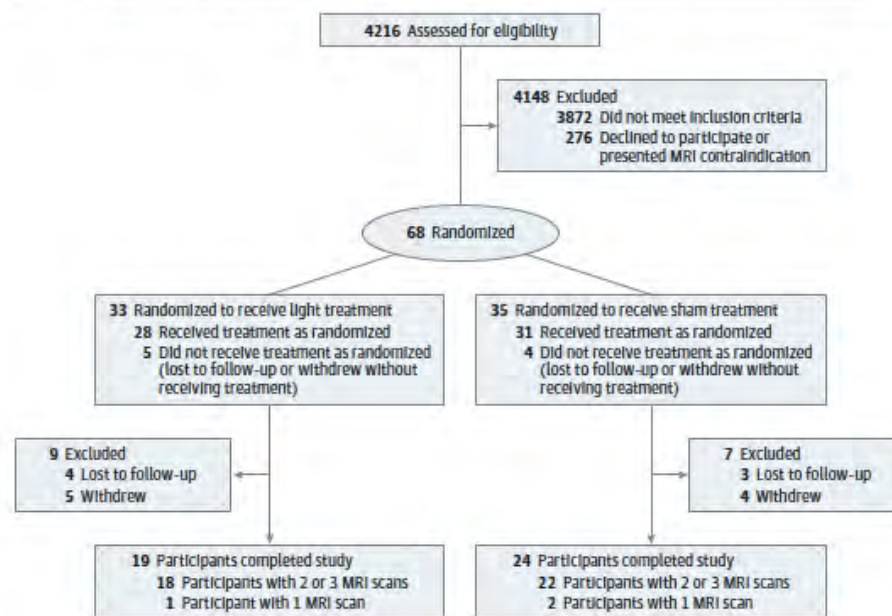 4216 Assessed for eligibility
4148 Excluded
3872 Did not meet inclusion criteria
276 Declined to participate or
presented MRI contraindication
68 Randomized
33 Randomized to receive light treatment
28 Received treatment as randomized
5 Did not receive treatment as randomized
(lost to follow-up or withdrew without
receiving treatment)
35 Randomized to receive sham treatment
31 Received treatment as randomized
4 Did not receive treatment as randomized
(lost to follow-up or withdrew without
receiving treatment)
9 Excluded
4 Lost to follow-up
5 Withdrew
7 Excluded
3 Lost to follow-up
4 Withdrew
19 Participants completed study
18 Participants with 2 or 3 MRI scans
1 Participant with 1 MRI scan
24 Participants completed study
22 Participants with 2 or 3 MRI scans
2 Participants with 1 MRI scan